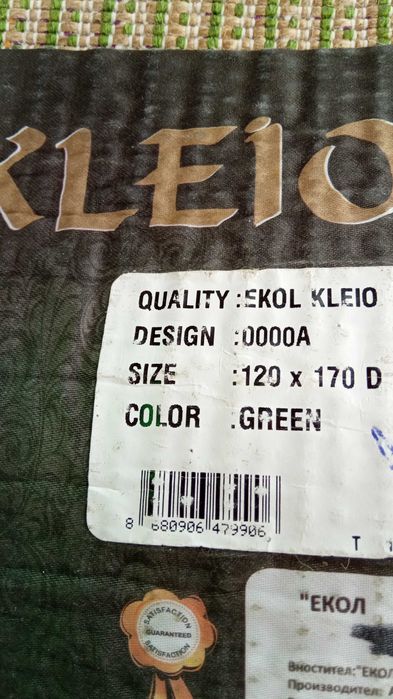 KLEIO
QUALITY :EKOL KLEIO
DESIGN :0000A
SIZE :120 x 170 D
COLOR :GREEN
8 680906 479906
T
SATISFACTION
GUARANTEED
SATISFACTION
"ЕКОЛ
Вносител:"ЕКОЛ
Производител: А